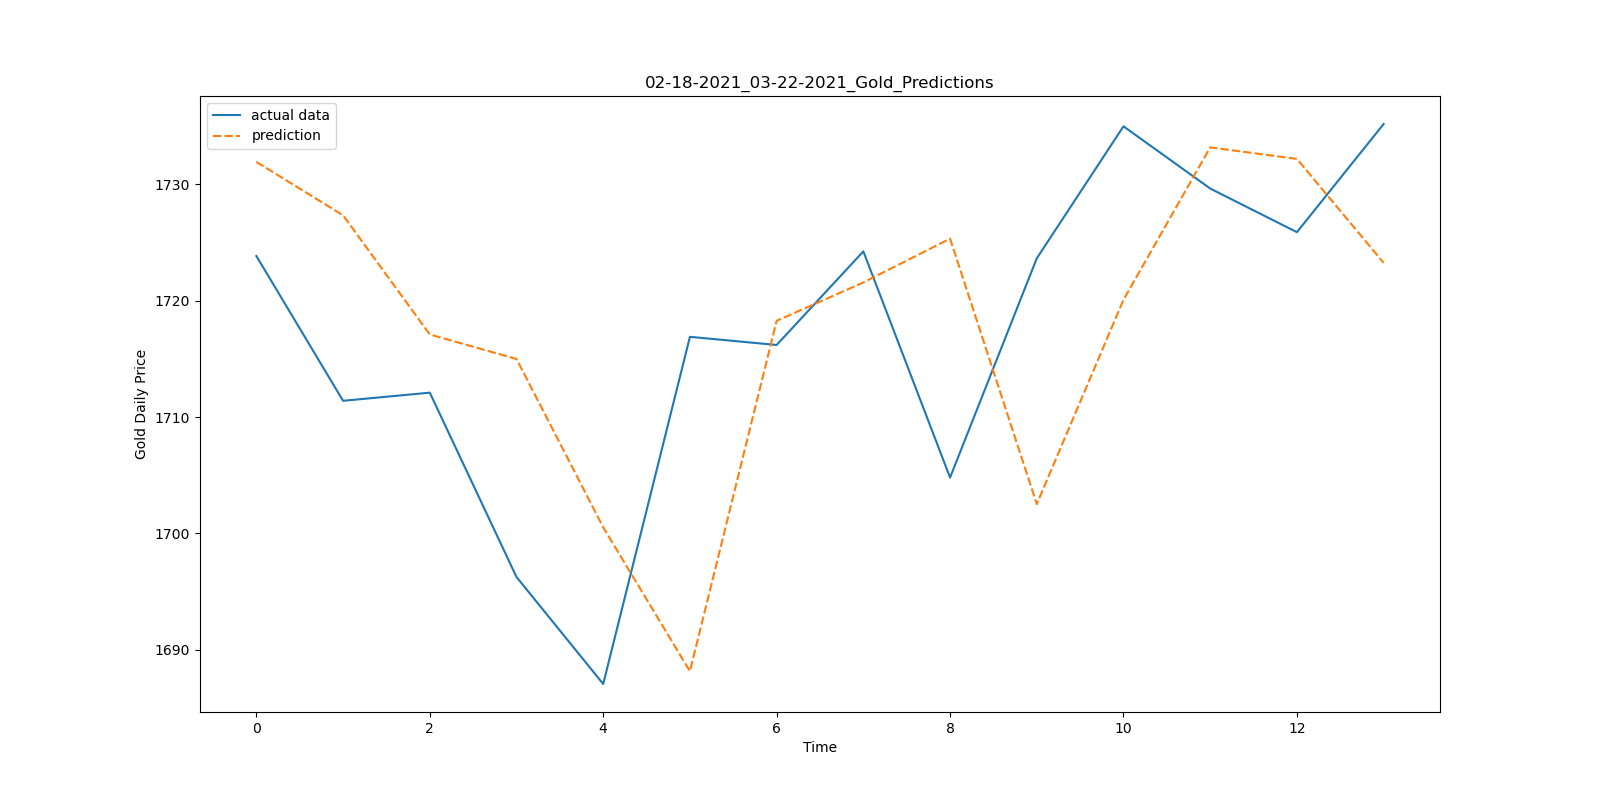 02-18-2021_03-22-2021_Gold_Predictions
actual data
prediction
1730
1720
1710
1700
1690
Gold Daily Price
0 2 4 6 8 10 12
Time